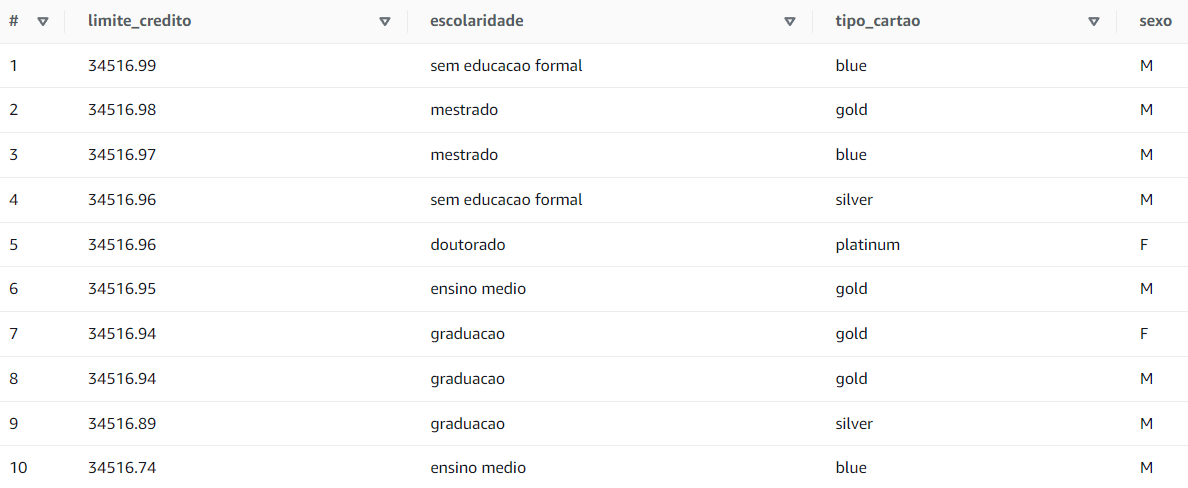 # limite_credito escolaridade tipo_cartao sexo
1 34516.99 sem educacao formal blue M
2 34516.98 mestrado gold M
3 34516.97 mestrado blue M
4 34516.96 sem educacao formal silver M
5 34516.96 doutorado platinum F
6 34516.95 ensino medio gold M
7 34516.94 graduacao gold F
8 34516.94 graduacao gold M
9 34516.89 graduacao silver M
10 34516.74 ensino medio blue M